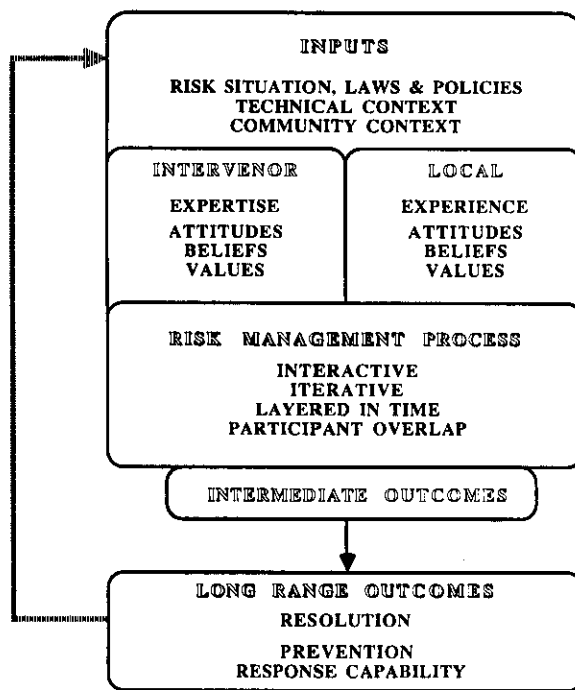 INPUTS
RISK SITUATION, LAWS & POLICIES
TECHNICAL CONTEXT
COMMUNITY CONTEXT
INTERVENOR
EXPERTISE
ATTITUDES
BELIEFS
VALUES
LOCAL
EXPERIENCE
ATTITUDES
BELIEFS
VALUES
RISK MANAGEMENT PROCESS
INTERACTIVE
ITERATIVE
LAYERED IN TIME
PARTICIPANT OVERLAP
INTERMEDIATE OUTCOMES
LONG RANGE OUTCOMES
RESOLUTION
PREVENTION
RESPONSE CAPABILITY